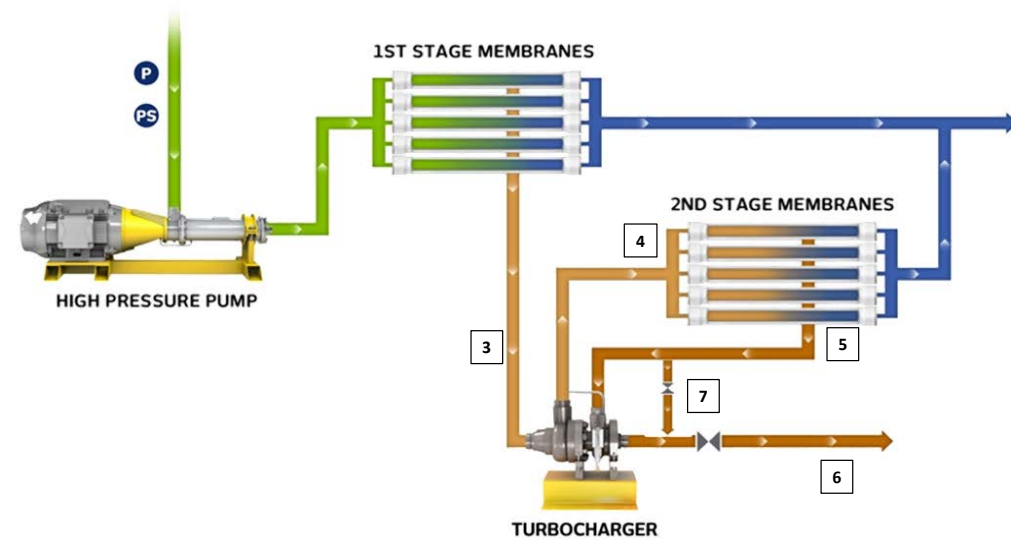 1ST STAGE MEMBRANES
P
PS
2ND STAGE MEMBRANES
4
HIGH PRESSURE PUMP
3
5
7
6
TURBOCHARGER